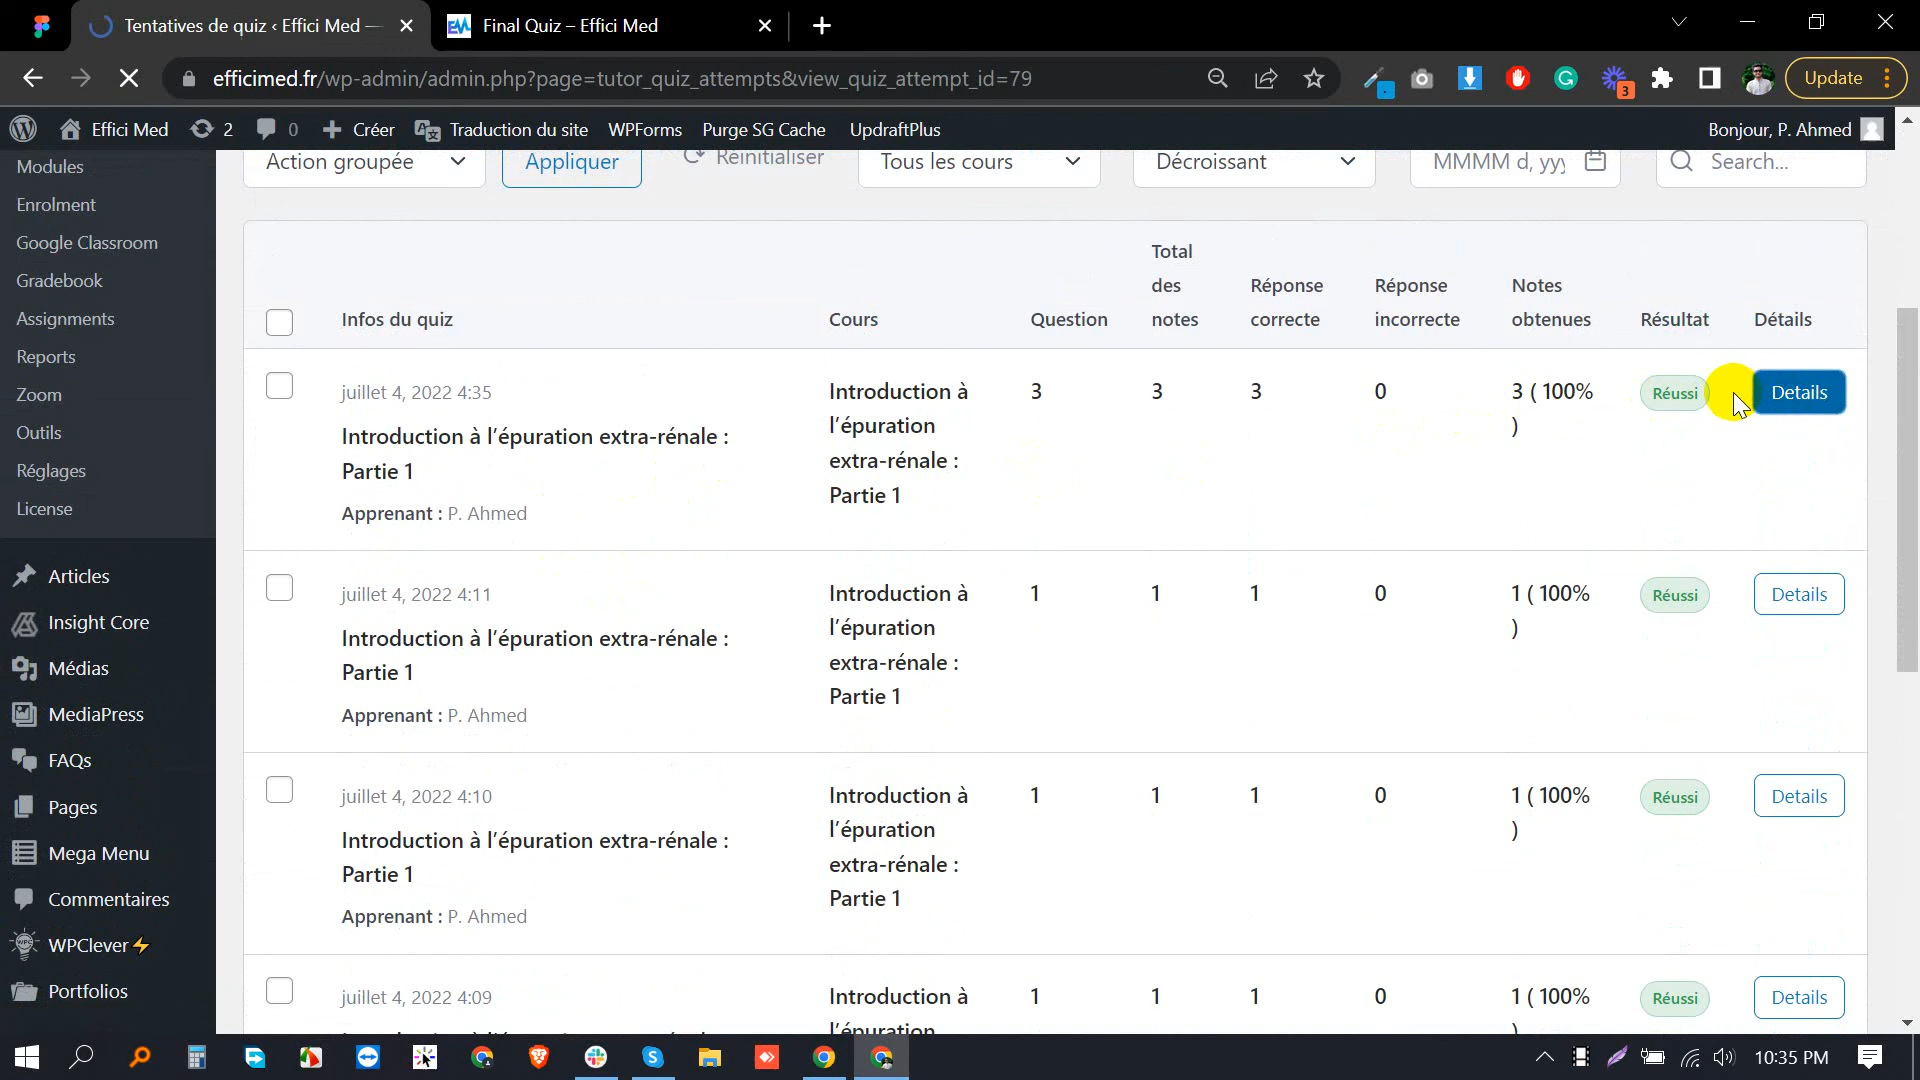 Tentatives de quiz ‹ Effici Med —
Final Quiz – Effici Med
efficimed.fr/wp-admin/admin.php?page=tutor_quiz_attempts&view_quiz_attempt_id=79
3
Update
Effici Med
2
0
Créer
Traduction du site
WPForms
Purge SG Cache
UpdraftPlus
Bonjour, P. Ahmed
Modules
Enrolment
Google Classroom
Gradebook
Assignments
Reports
Zoom
Outils
Réglages
License
Articles
Insight Core
Médias
MediaPress
FAQs
Pages
Mega Menu
Commentaires
WPClever⚡
Portfolios
Action groupée
Appliquer
Réinitialiser
Tous les cours
Décroissant
MMMM d, yyy
Search...
Infos du quiz
Cours
Question
Total
des
notes
Réponse
correcte
Réponse
incorrecte
Notes
obtenues
Résultat
Détails
juillet 4, 2022 4:35
Introduction à l’épuration extra-rénale :
Partie 1
Apprenant : P. Ahmed
Introduction à
l’épuration
extra-rénale :
Partie 1
3
3
3
0
3 ( 100%
)
Réussi
Details
juillet 4, 2022 4:11
Introduction à l’épuration extra-rénale :
Partie 1
Apprenant : P. Ahmed
Introduction à
l’épuration
extra-rénale :
Partie 1
1
1
1
0
1 ( 100%
)
Réussi
Details
juillet 4, 2022 4:10
Introduction à l’épuration extra-rénale :
Partie 1
Apprenant : P. Ahmed
Introduction à
l’épuration
extra-rénale :
Partie 1
1
1
1
0
1 ( 100%
)
Réussi
Details
juillet 4, 2022 4:09
Introduction à
l’épuration
1
1
1
0
1 ( 100%
)
Réussi
Details
10:35 PM